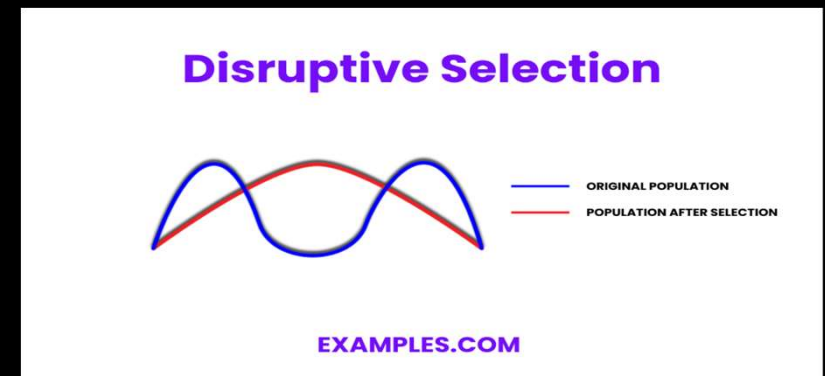 Disruptive Selection
ORIGINAL POPULATION
POPULATION AFTER SELECTION
EXAMPLES.COM